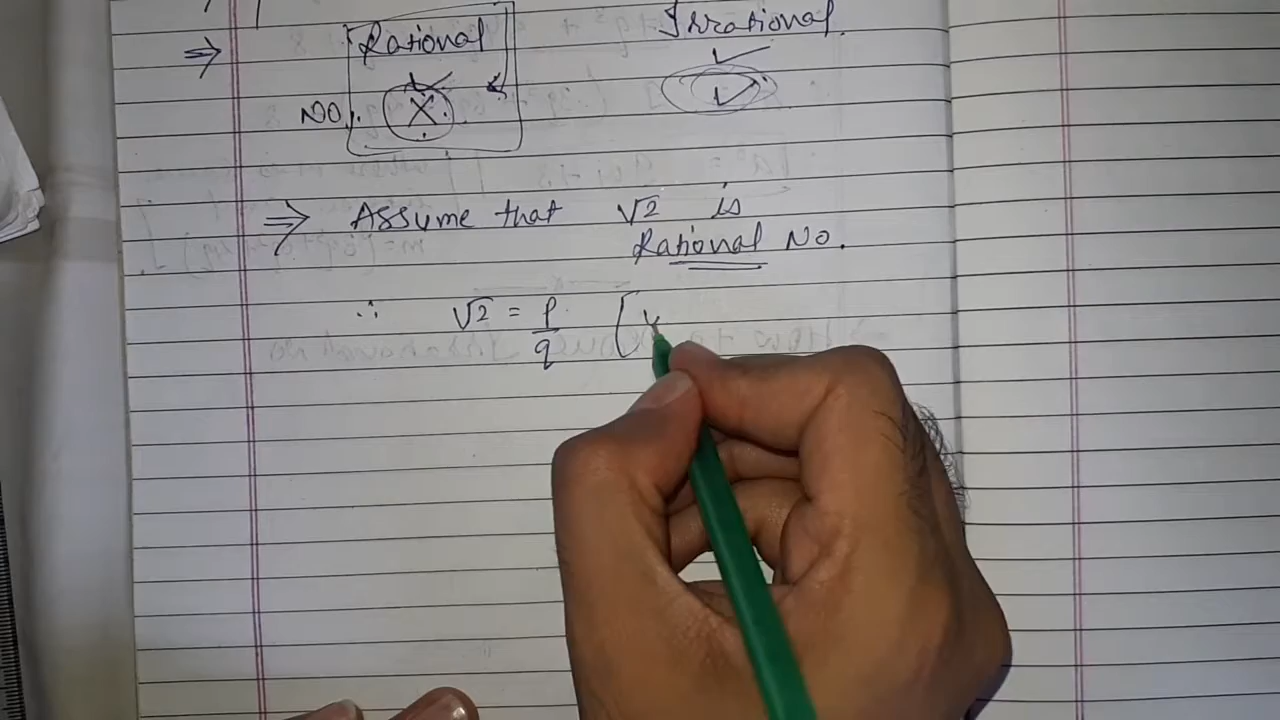 ⇒ Rational Irrational.
✓ ✓
NO. X. ✓
⇒ Assume that √2 is
Rational No.
∴ √2 = p/q [